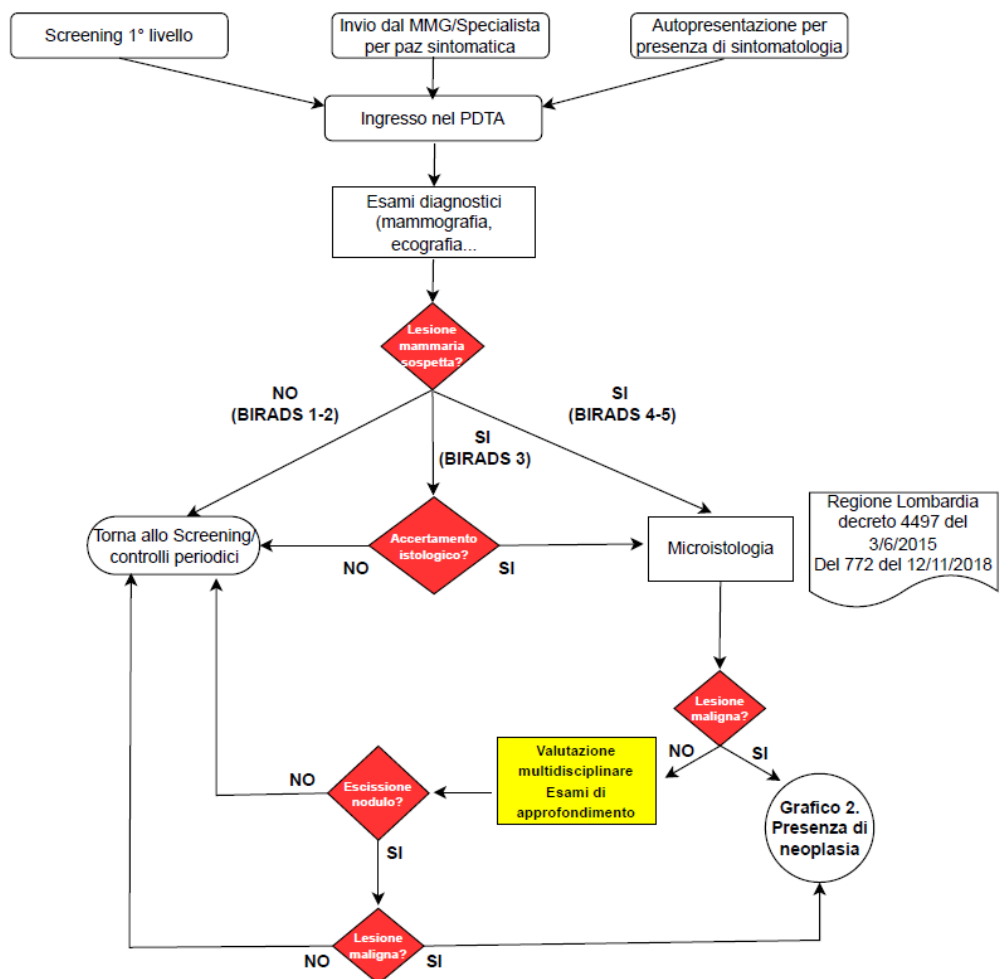 Screening 1° livello
Invio dal MMG/Specialista
per paz sintomatica
Autopresentazione per
presenza di sintomatologia
Ingresso nel PDTA
Esami diagnostici
(mammografia,
ecografia...
Lesione
mammaria
sospetta?
NO
(BIRADS 1-2)
SI
(BIRADS 3)
SI
(BIRADS 4-5)
Torna allo Screening/
controlli periodici
NO
Accertamento
istologico?
SI
Microistologia
Regione Lombardia
decreto 4497 del
3/6/2015
Del 772 del 12/11/2018
Lesione
maligna?
NO
SI
Valutazione
multidisciplinare
Esami di
approfondimento
Escissione
nodulo?
NO
SI
Grafico 2.
Presenza di
neoplasia
Lesione
maligna?
NO
SI